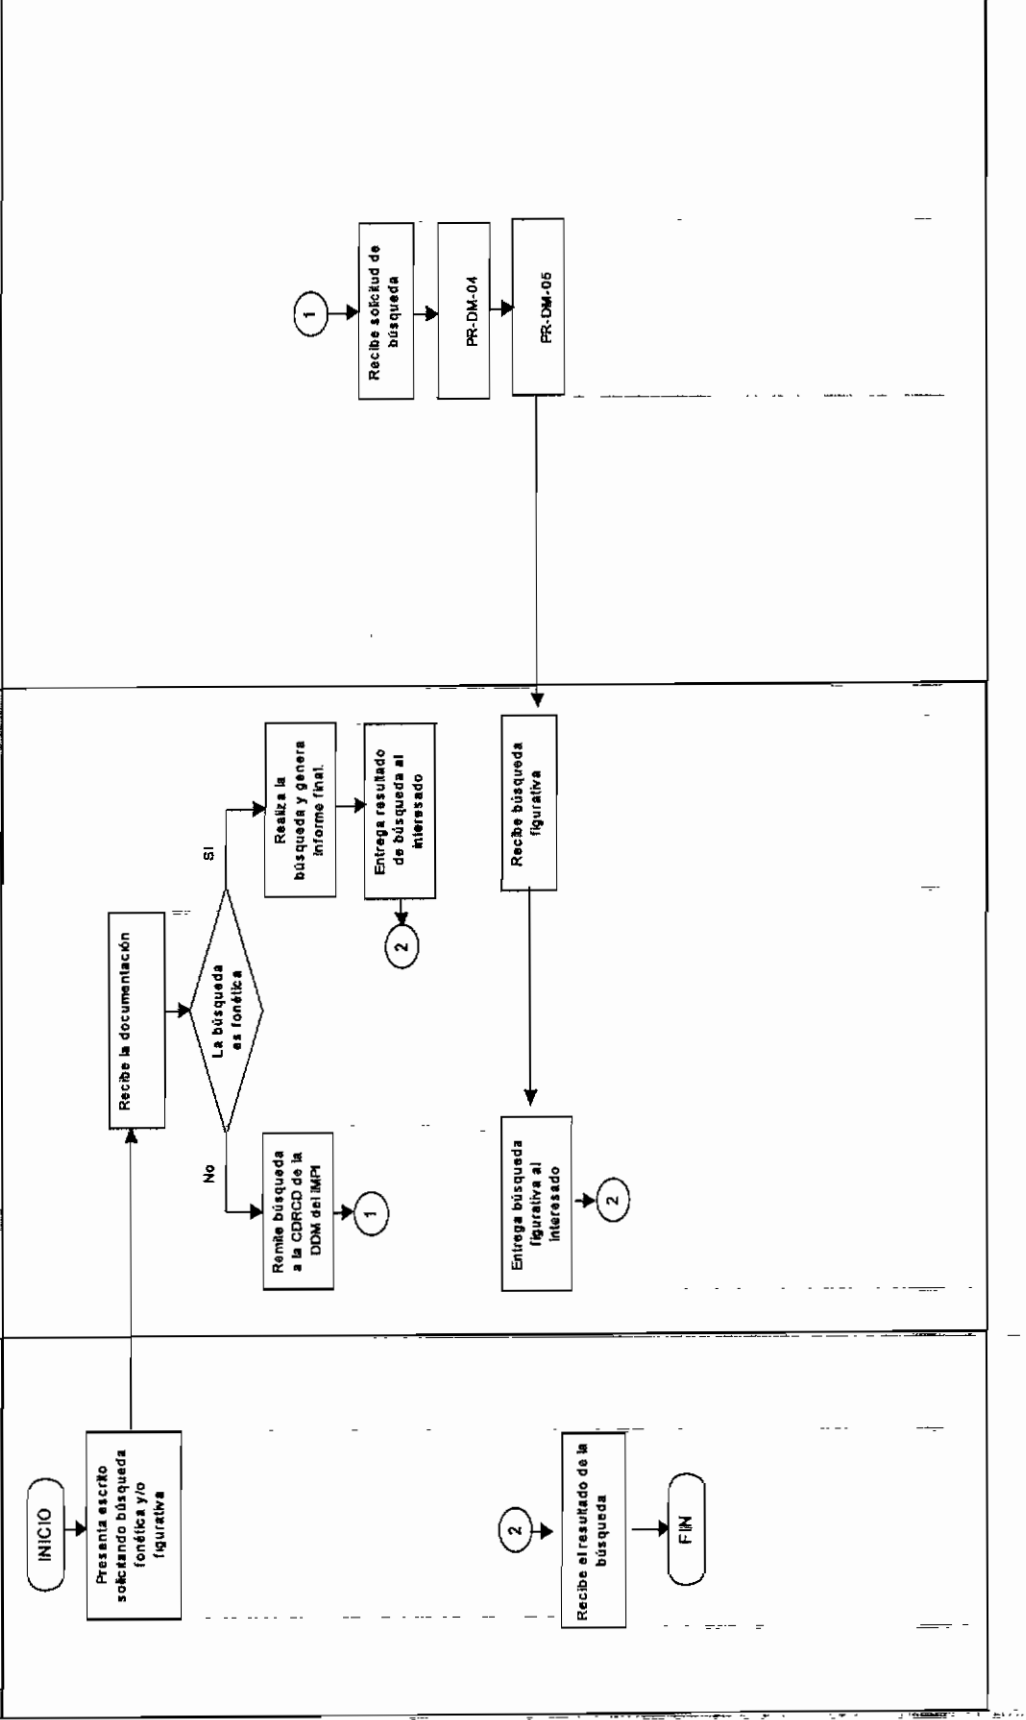 INICIO
Presenta escrito
solicitando búsqueda
fonética y/o
figurativa
2
Recibe el resultado de la
búsqueda
FIN
Recibe la documentación
La búsqueda
es fonética
No
SI
Remite búsqueda
a la CDRCD de la
DDM del IMPI
1
Realiza la
búsqueda y genera
Informe final.
Entrega resultado
de búsqueda al
interesado
2
Recibe búsqueda
figurativa
Entrega búsqueda
figurativa al
interesado
2
1
Recibe solicitud de
búsqueda
PR-DM-04
PR-DM-05